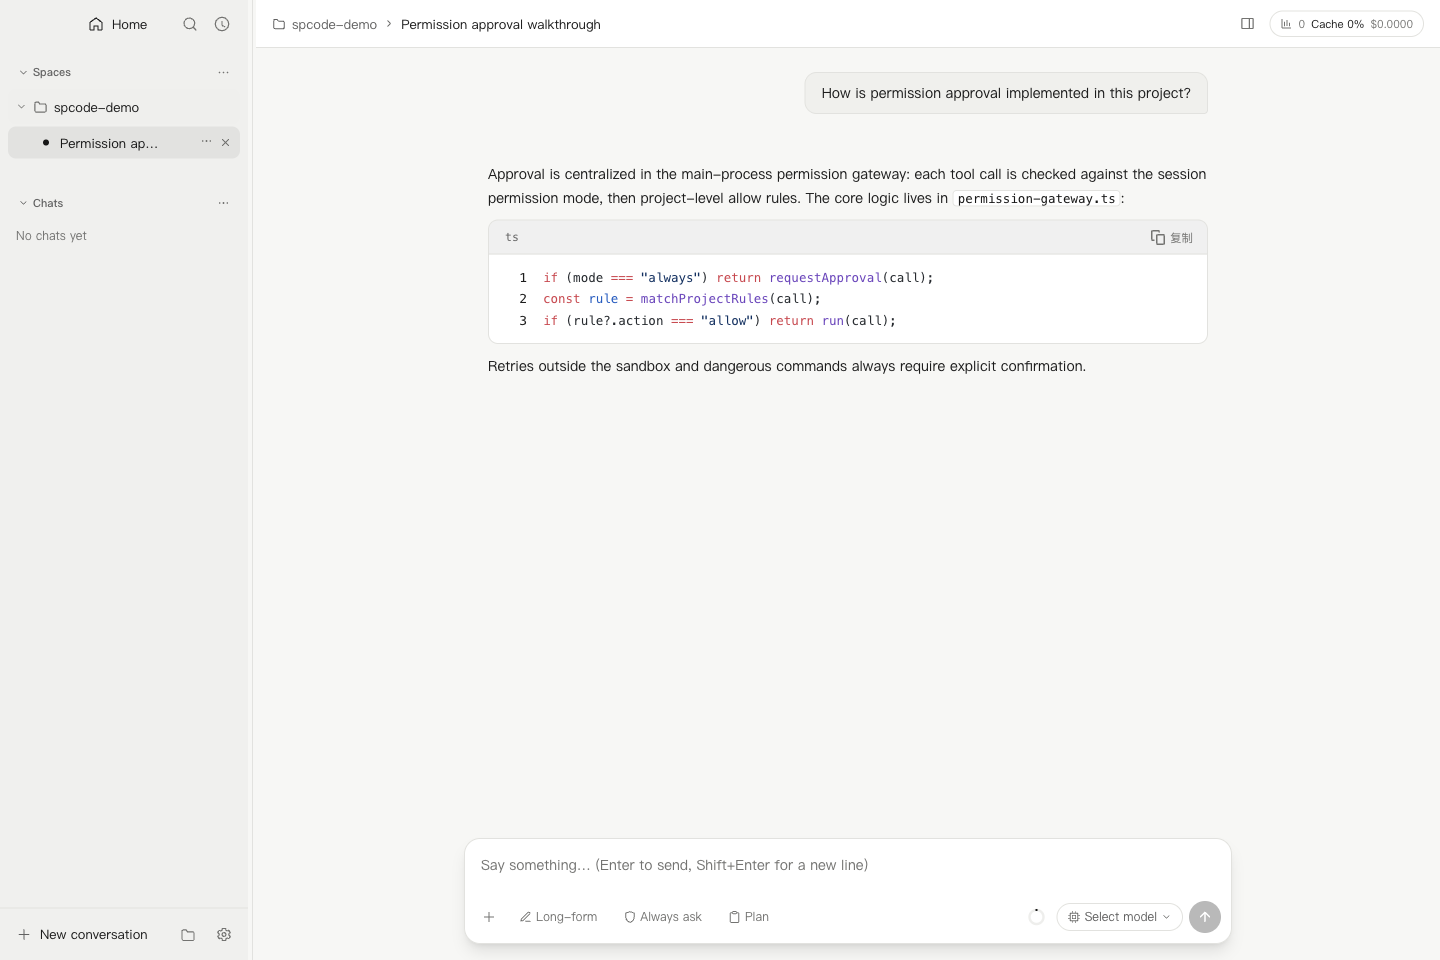 Home
spcode-demo
Permission approval walkthrough
0 Cache 0% $0.0000
Spaces
spcode-demo
Permission ap...
Chats
No chats yet
How is permission approval implemented in this project?
Approval is centralized in the main-process permission gateway: each tool call is checked against the session
permission mode, then project-level allow rules. The core logic lives in permission-gateway.ts:
ts
复制
1 if (mode === "always") return requestApproval(call);
2 const rule = matchProjectRules(call);
3 if (rule?.action === "allow") return run(call);
Retries outside the sandbox and dangerous commands always require explicit confirmation.
Say something... (Enter to send, Shift+Enter for a new line)
Long-form
Always ask
Plan
Select model
New conversation